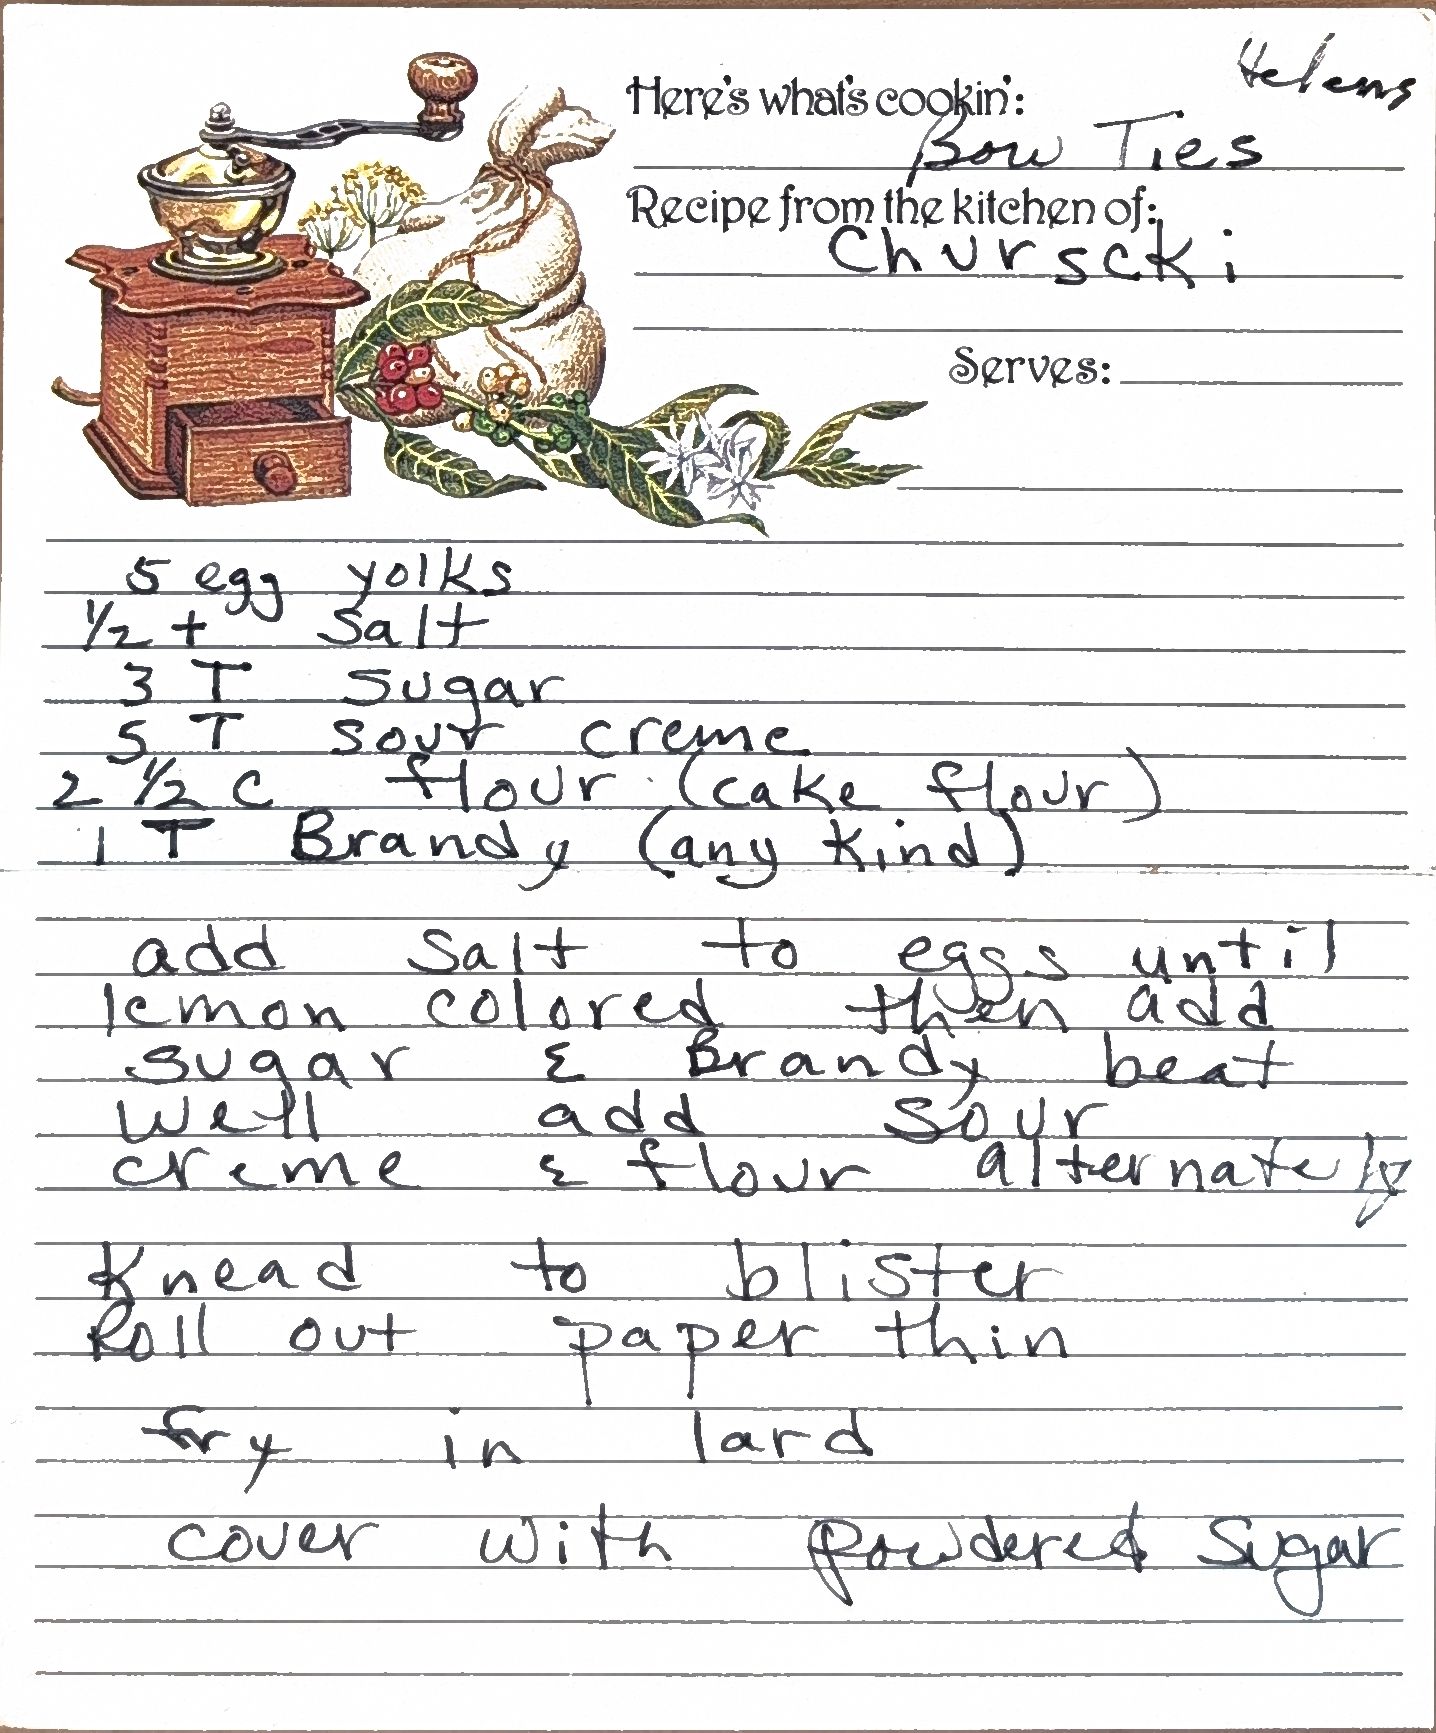 Helens
Here's what's cookin':
Bow Ties
Recipe from the kitchen of:
Churscki
Serves:
5 egg yolks
1/2 t salt
3 T sugar
5 T sour creme
2 1/2 c flour (cake flour)
1 T Brandy (any kind)
add salt to eggs until
lemon colored then add
sugar & Brandy beat
well add sour
creme & flour alternately
Knead to blister
Roll out paper thin
fry in lard
cover with powdered sugar